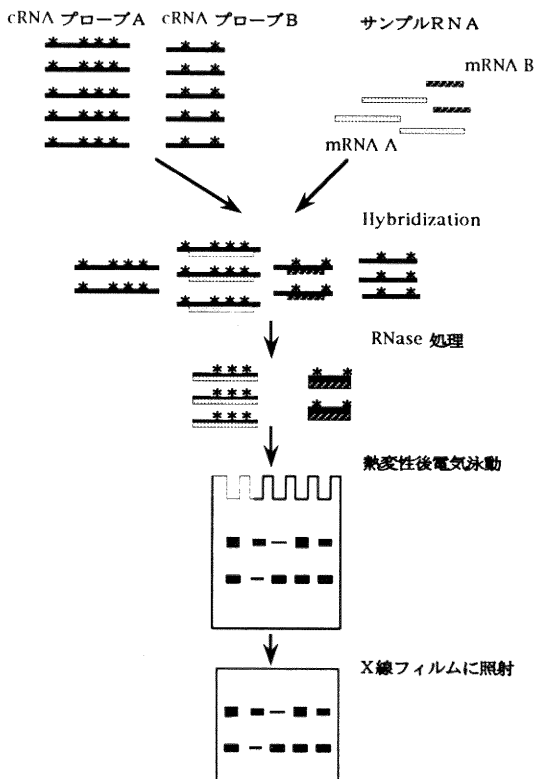 cRNA プローブA
cRNA プローブB
サンプルRNA
mRNA B
mRNA A
Hybridization
RNase 処理
熱変性後電気泳動
X線フィルムに照射